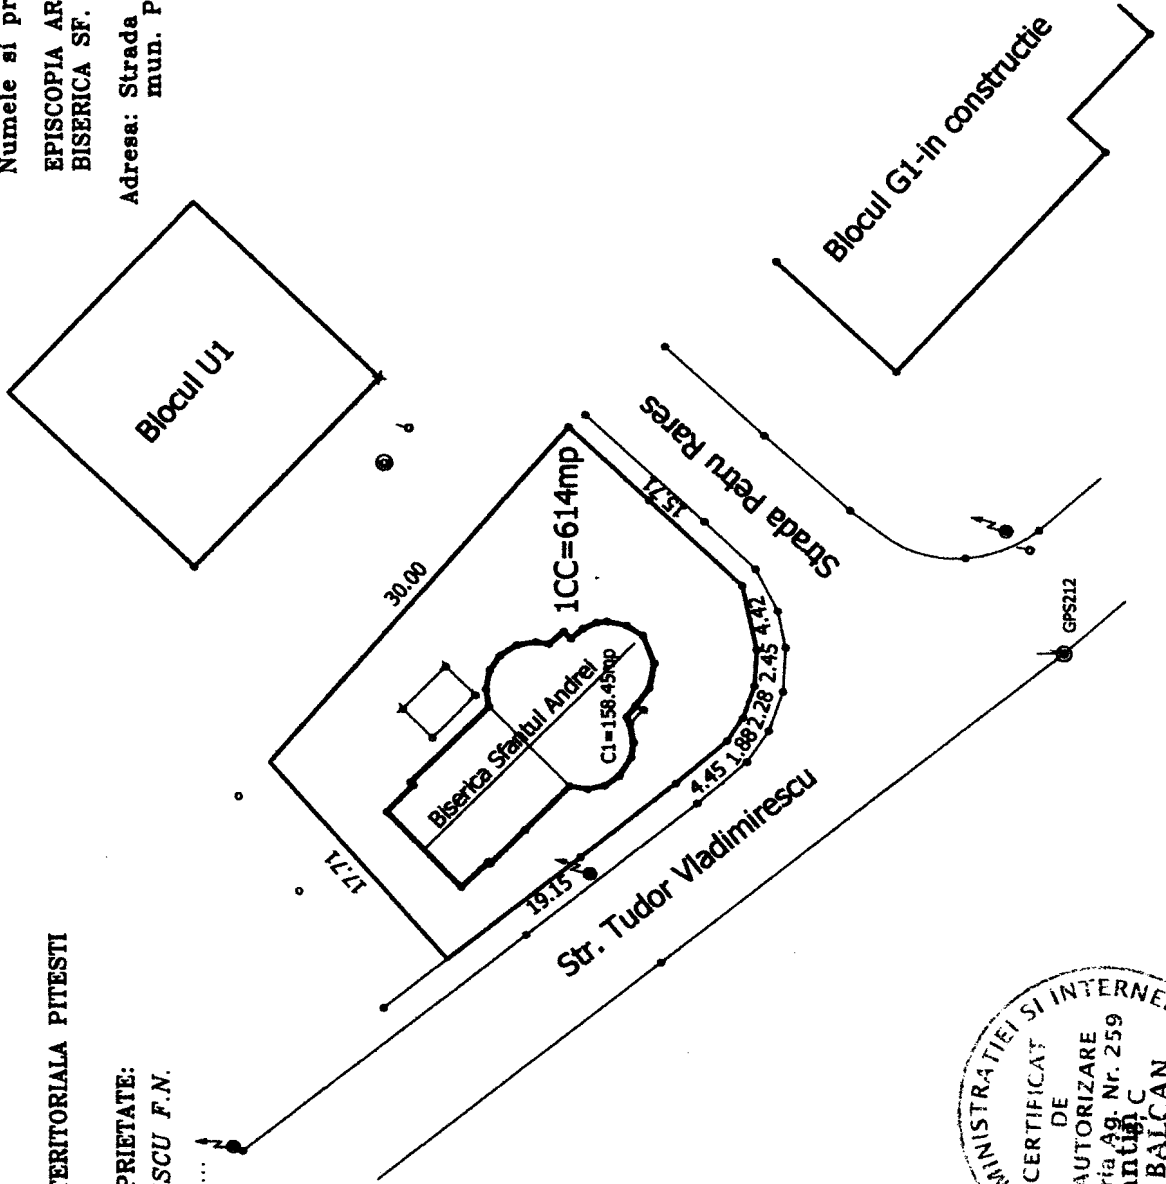 Numele si pr
EPISCOPIA AR
BISERICA SF.
Adresa: Strada
mun. P
Blocul U1
Blocul G1-in constructie
Strada Petru Rares
1CC=614mp
30.00
15.71
4.42
2.45
2.28
1.88
4.45
19.15
17.71
Biserica Sfantul Andrei
C1=158.45mp
Str. Tudor Vladimirescu
GPS212
TERITORIALA PITESTI
PRIETATE:
SCU F.N.
...
MINISTRATIEI SI INTERNE
CERTIFICAT
DE
AUTORIZARE
ria Ag. Nr. 259
BALCAN